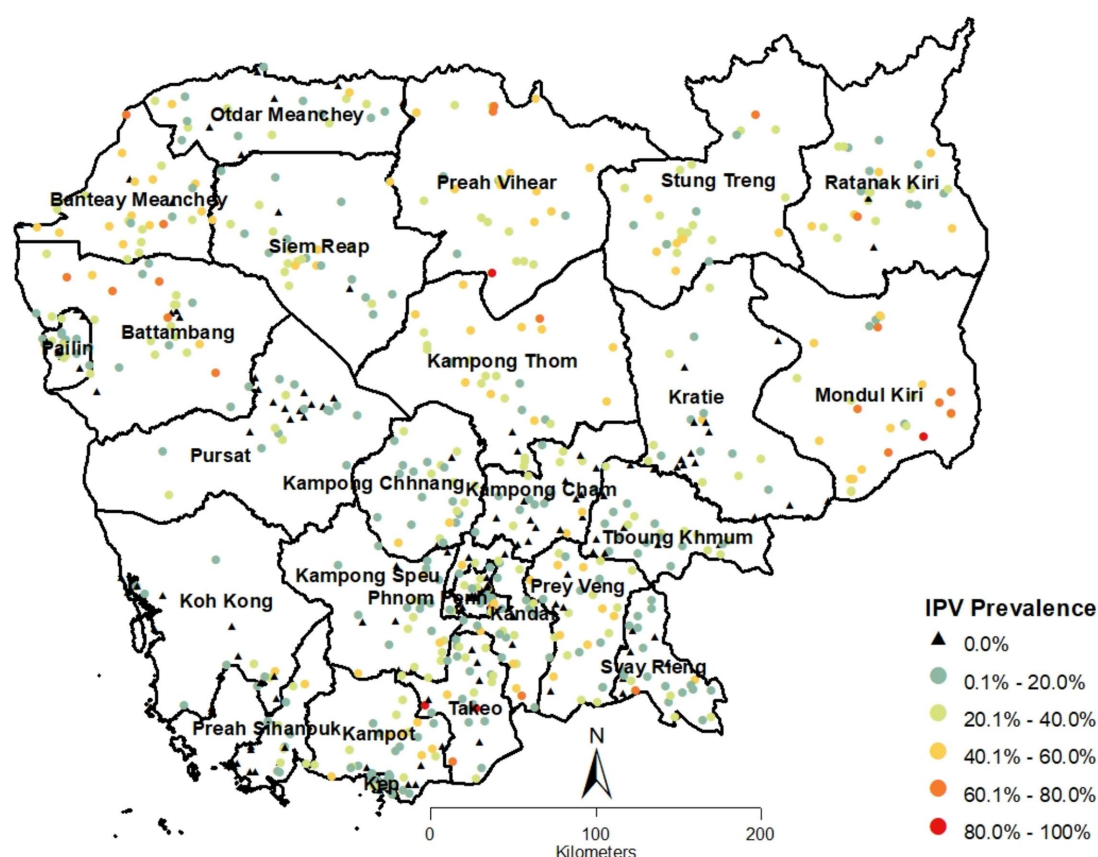 Otdar Meanchey
Preah Vihear
Stung Treng
Ratanak Kiri
Banteay Meanchey
Siem Reap
Battambang
Pailin
Kampong Thom
Kratie
Mondul Kiri
Pursat
Kampong Chhnang
Kampong Cham
Tboung Khmum
Kampong Speu
Prey Veng
Phnom Penh
Kandal
Koh Kong
Svay Rieng
Takeo
Preah Sihanouk
Kampot
Kep
N
0 100 200
Kilometers
IPV Prevalence
0.0%
0.1% - 20.0%
20.1% - 40.0%
40.1% - 60.0%
60.1% - 80.0%
80.0% - 100%